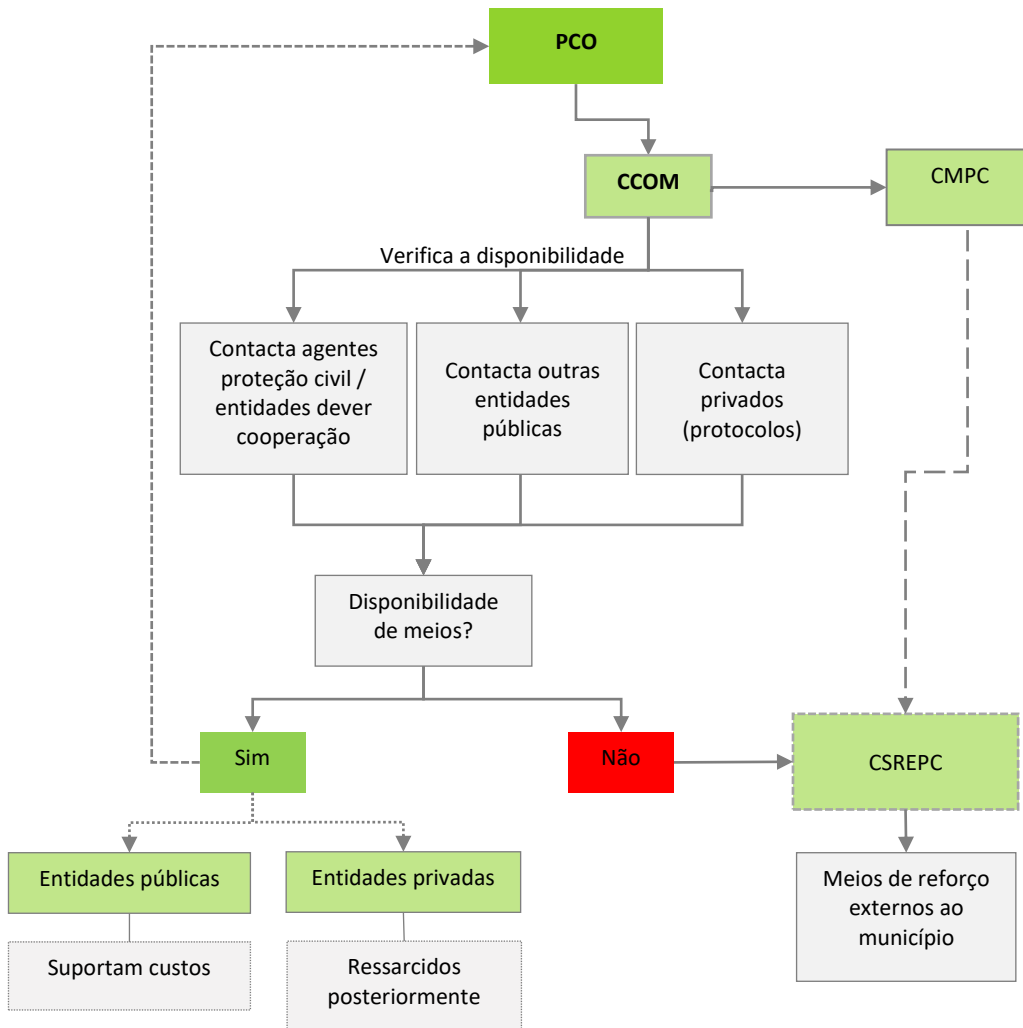 PCO
CCOM
CMPC
Verifica a disponibilidade
Contacta agentes
proteção civil /
entidades dever
cooperação
Contacta outras
entidades
públicas
Contacta
privados
(protocolos)
Disponibilidade
de meios?
Sim
Não
CSREPC
Entidades públicas
Entidades privadas
Meios de reforço
externos ao
município
Suportam custos
Ressarcidos
posteriormente